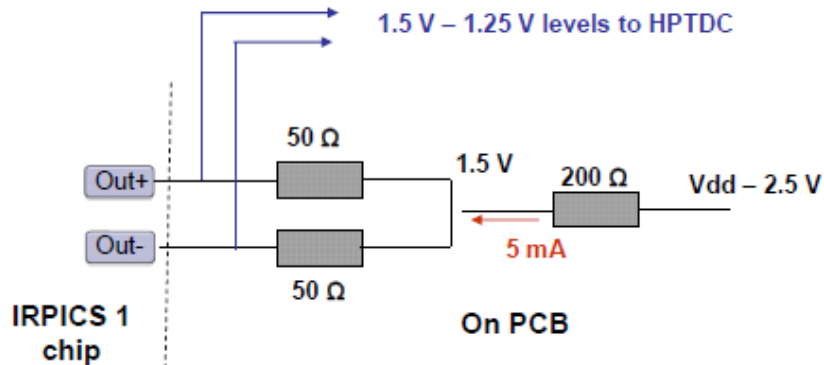 1.5 V – 1.25 V levels to HPTDC
50 Ω
1.5 V
200 Ω
Vdd – 2.5 V
Out+
5 mA
Out-
50 Ω
IRPICS 1
chip
On PCB